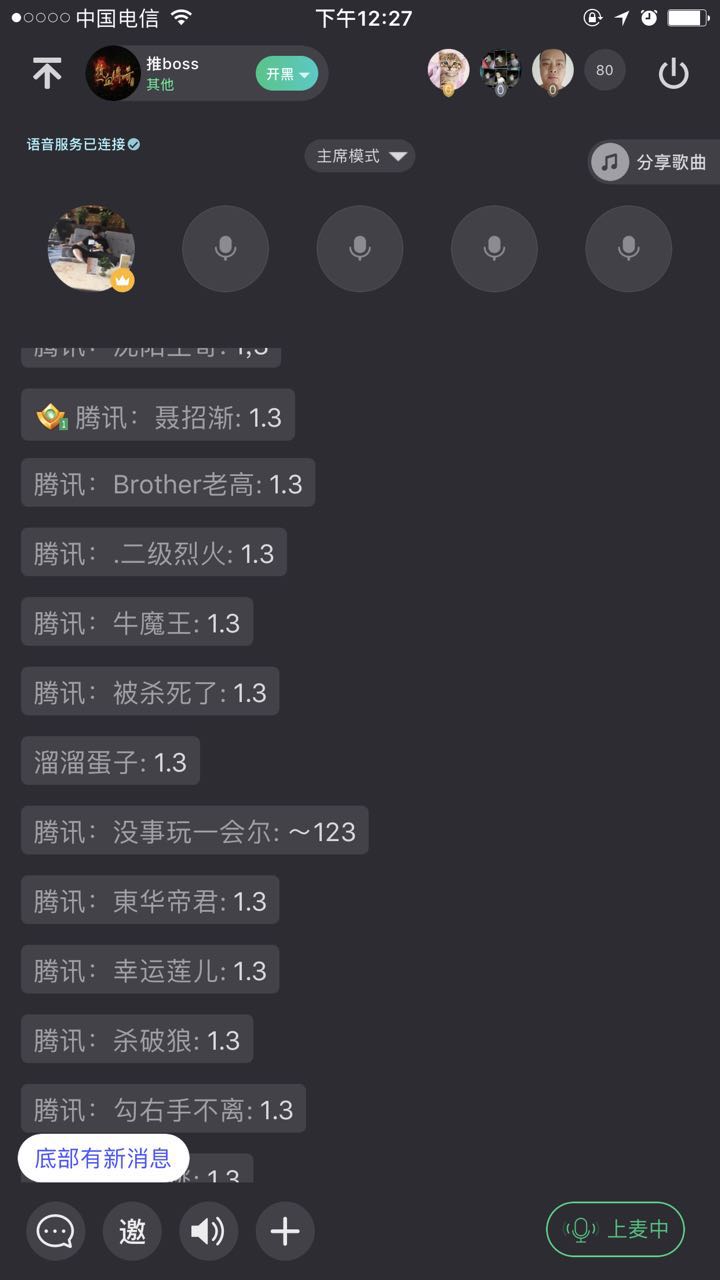 中国电信
下午12:27
推boss
其他
开黑
0
0
0
80
语音服务已连接
主席模式
分享歌曲
1 腾讯： 聂招渐: 1.3
腾讯： Brother老高: 1.3
腾讯： .二级烈火: 1.3
腾讯： 牛魔王: 1.3
腾讯： 被杀死了: 1.3
溜溜蛋子: 1.3
腾讯： 没事玩一会尔: ～123
腾讯： 東华帝君: 1.3
腾讯： 幸运莲儿: 1.3
腾讯： 杀破狼: 1.3
腾讯： 勾右手不离: 1.3
底部有新消息
1.3
邀
上麦中